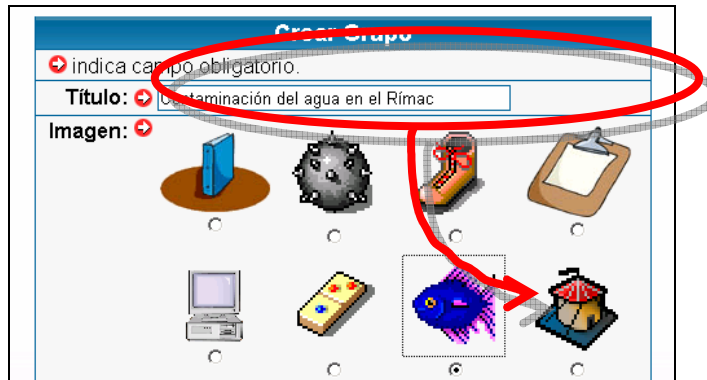 Crear Grupo
indica campo obligatorio.
Título: Contaminación del agua en el Rímac
Imagen: